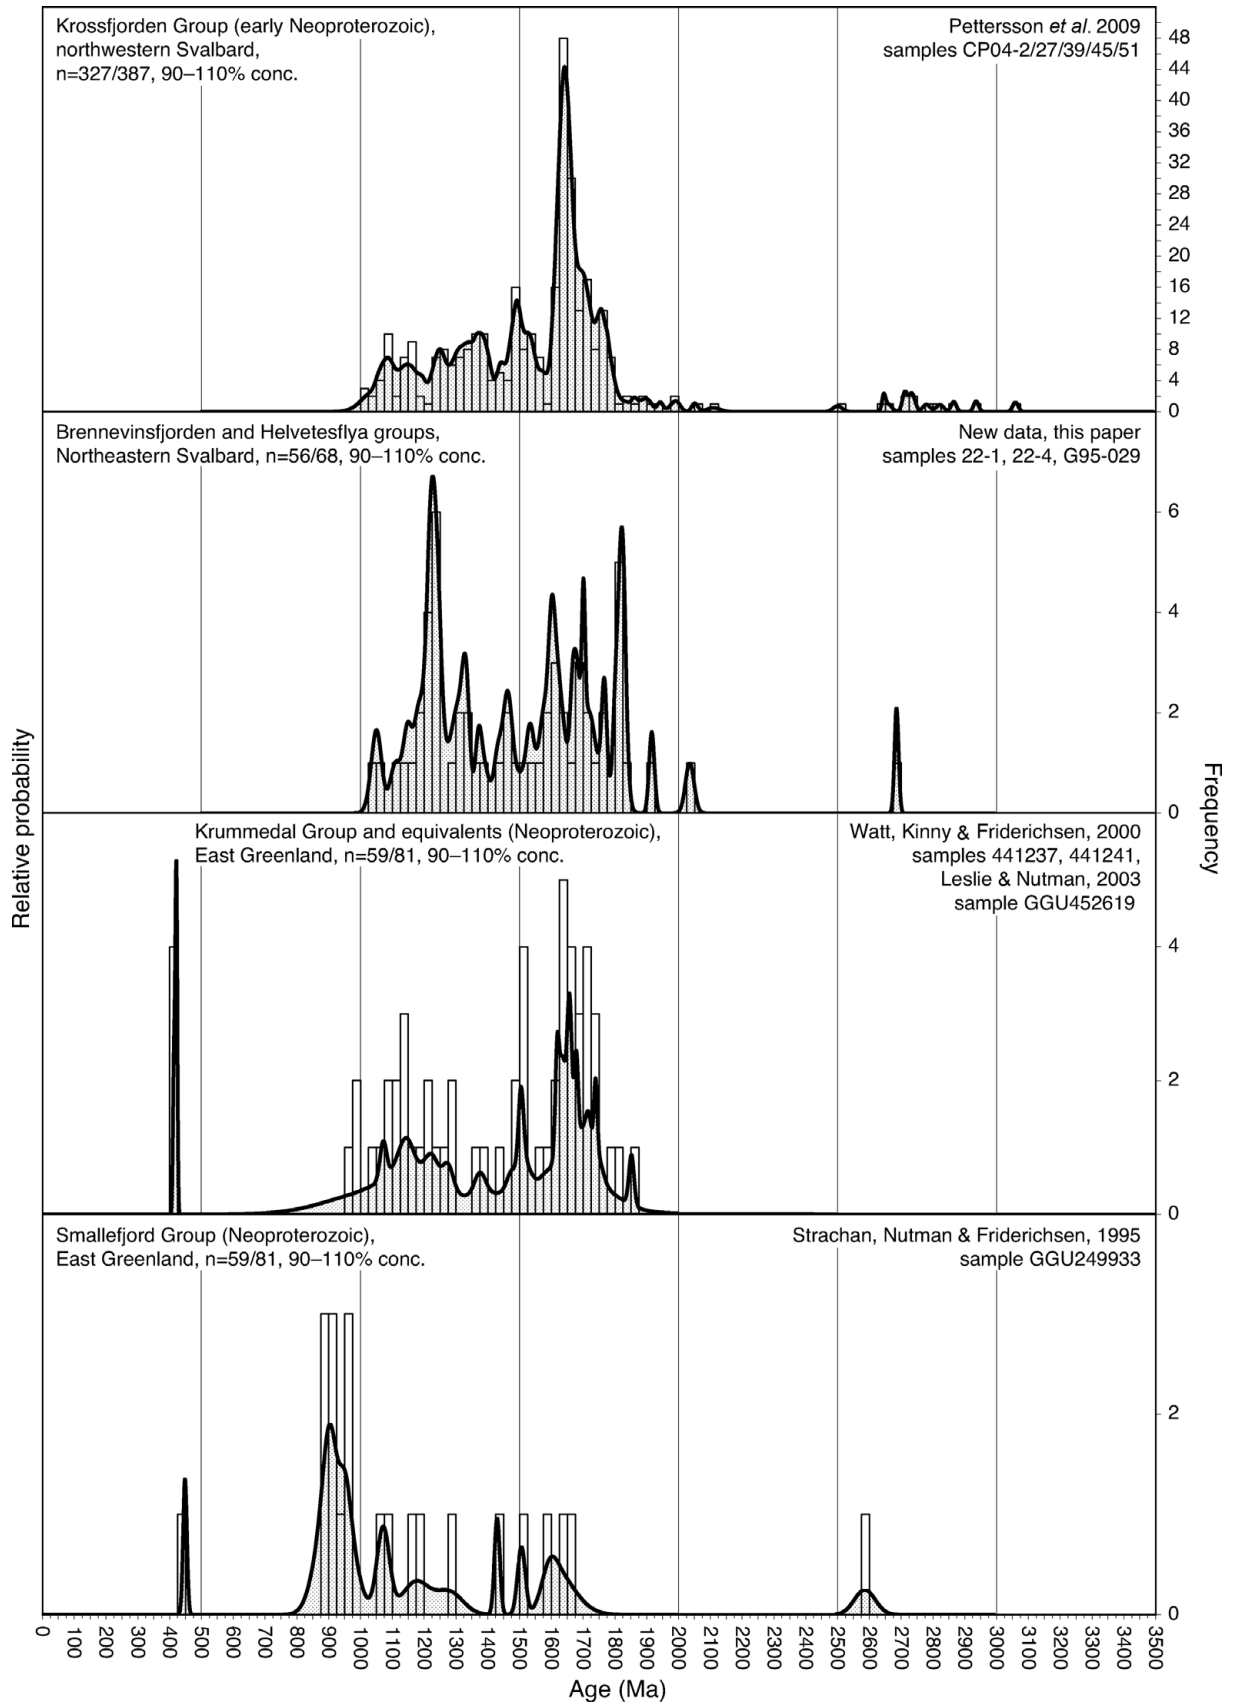 Krossfjorden Group (early Neoproterozoic),
northwestern Svalbard,
n=327/387, 90–110% conc.
Pettersson et al. 2009
samples CP04-2/27/39/45/51
48
44
40
36
32
28
24
20
16
12
8
4
0
Brennevinsfjorden and Helvetesflya groups,
Northeastern Svalbard, n=56/68, 90–110% conc.
New data, this paper
samples 22-1, 22-4, G95-029
6
4
2
0
Relative probability
Frequency
Krummedal Group and equivalents (Neoproterozoic),
East Greenland, n=59/81, 90–110% conc.
Watt, Kinny & Friderichsen, 2000
samples 441237, 441241,
Leslie & Nutman, 2003
sample GGU452619
4
2
0
Smallefjord Group (Neoproterozoic),
East Greenland, n=59/81, 90–110% conc.
Strachan, Nutman & Friderichsen, 1995
sample GGU249933
2
0
0 100 200 300 400 500 600 700 800 900 1000 1100 1200 1300 1400 1500 1600 1700 1800 1900 2000 2100 2200 2300 2400 2500 2600 2700 2800 2900 3000 3100 3200 3300 3400 3500
Age (Ma)